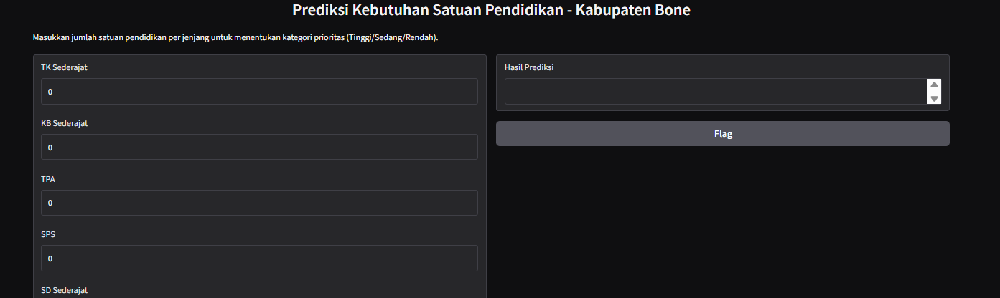 Prediksi Kebutuhan Satuan Pendidikan - Kabupaten Bone
Masukkan jumlah satuan pendidikan per jenjang untuk menentukan kategori prioritas (Tinggi/Sedang/Rendah).
TK Sederajat
0
KB Sederajat
0
TPA
0
SPS
0
SD Sederajat
Hasil Prediksi
Flag